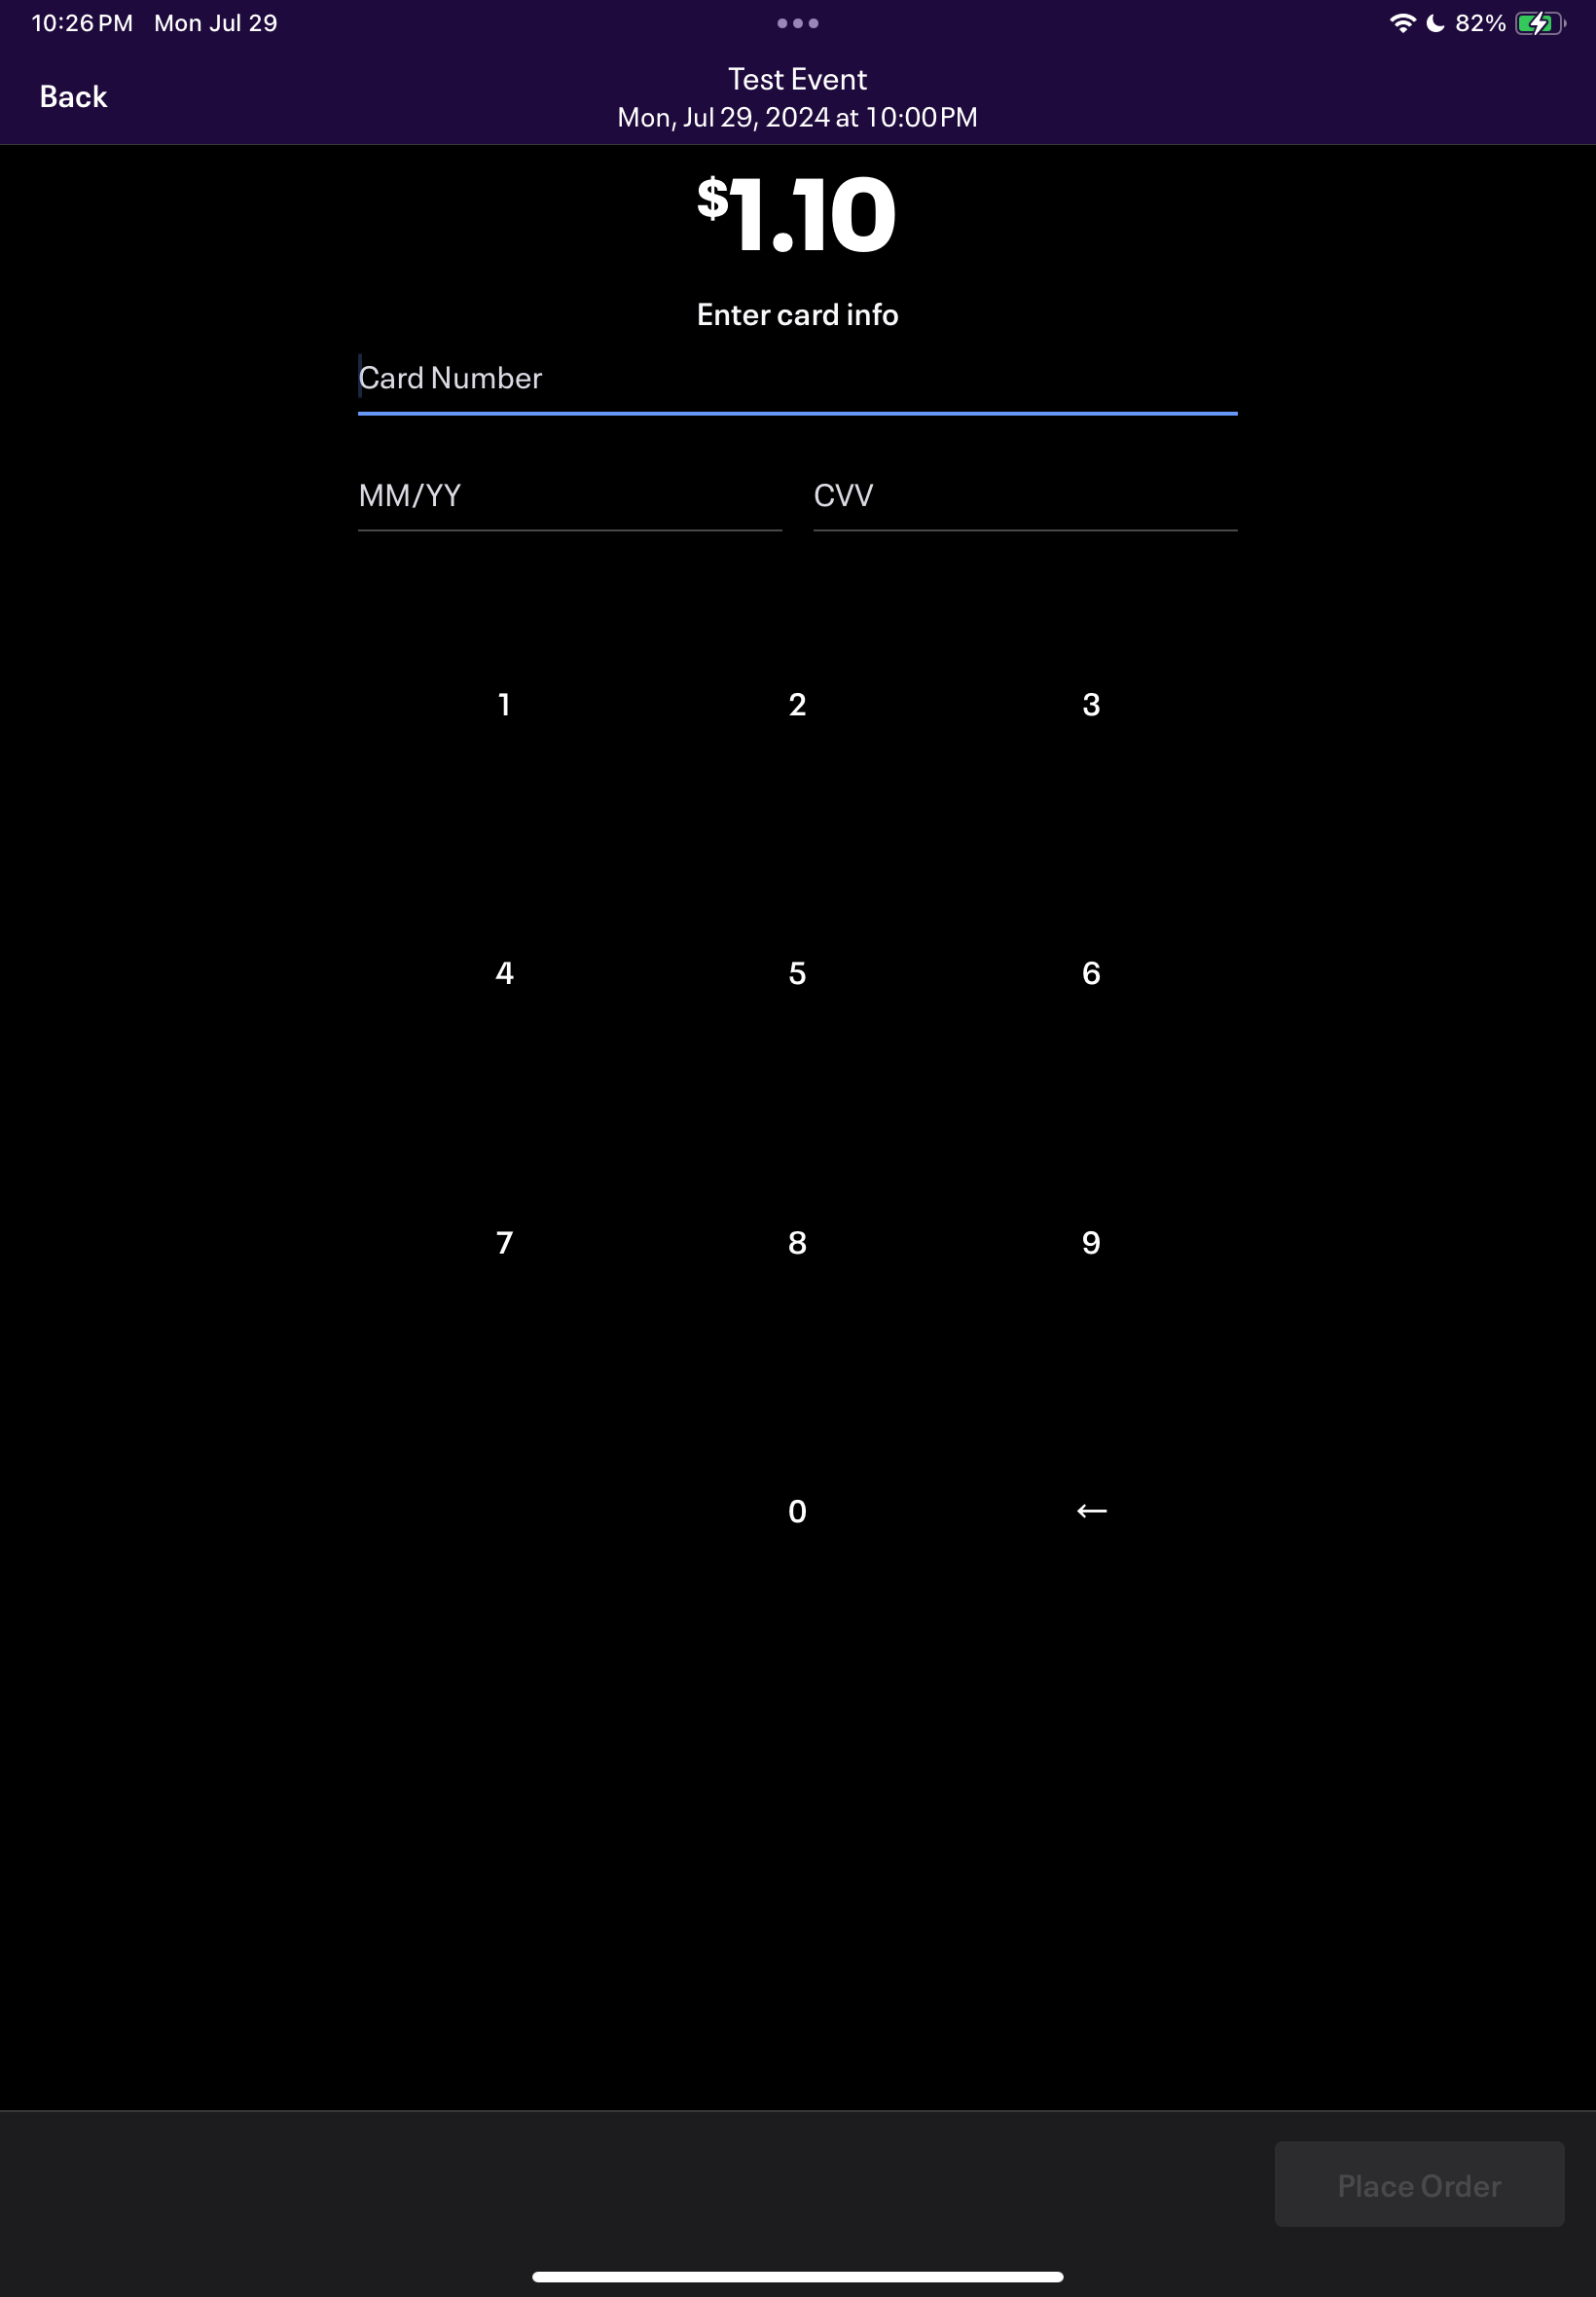 10:26 PM Mon Jul 29
82%
Back
Test Event
Mon, Jul 29, 2024 at 10:00 PM
$1.10
Enter card info
Card Number
MM/YY CVV
1 2 3
4 5 6
7 8 9
0 ←
Place Order